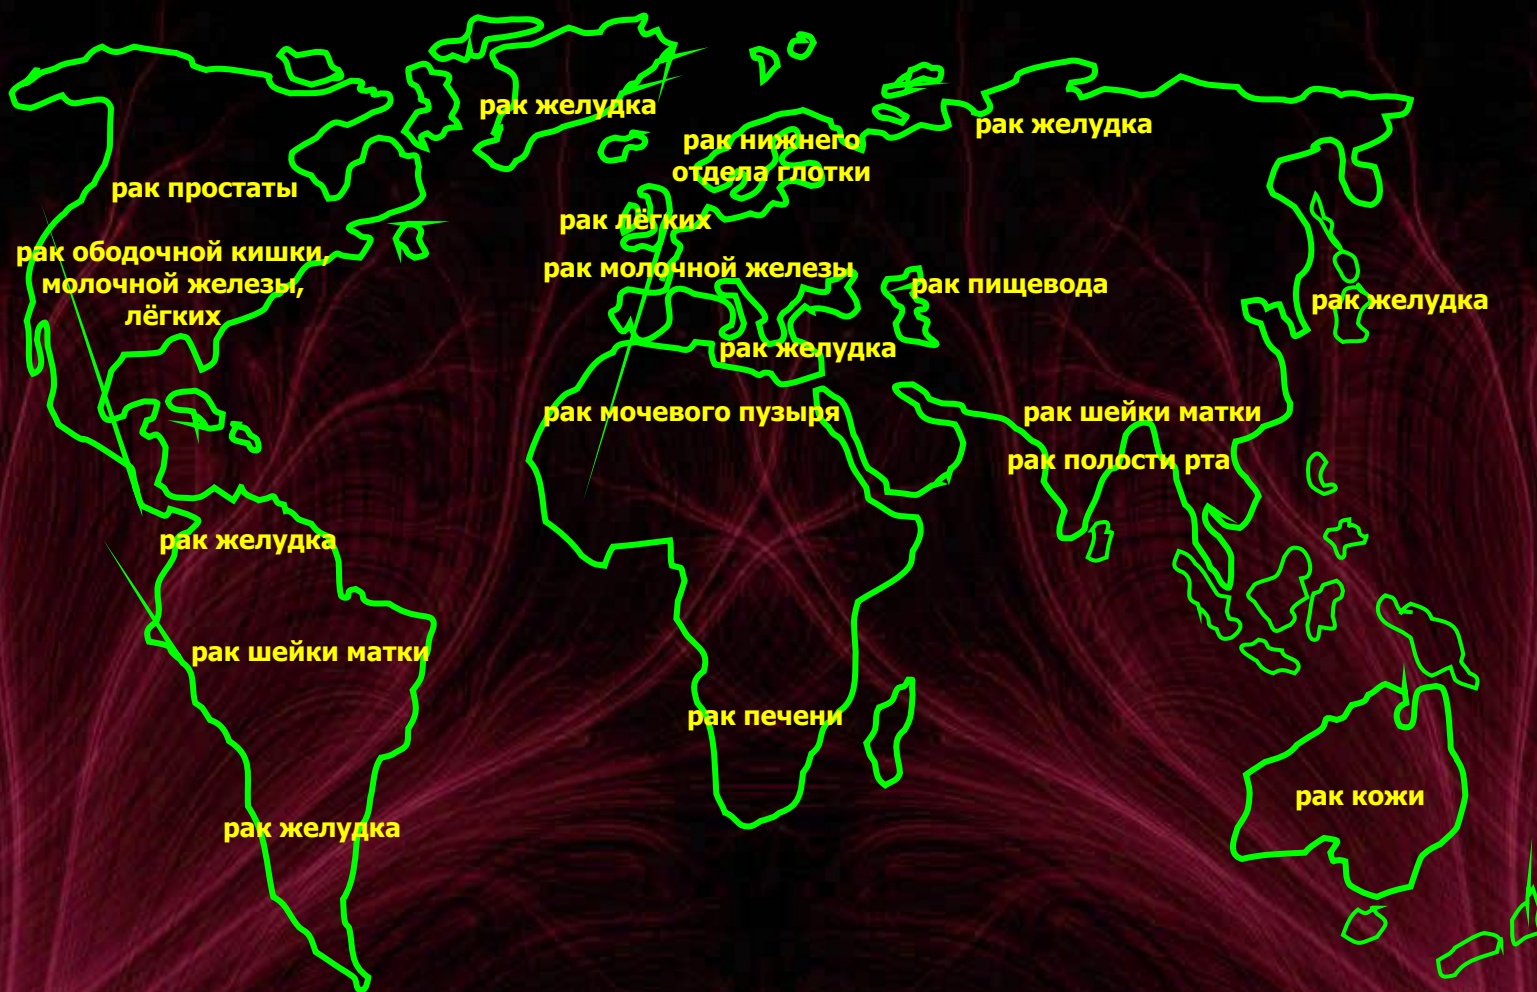 рак желудка
рак желудка
рак нижнего
отдела глотки
рак простаты
рак лёгких
рак ободочной кишки,
молочной железы,
лёгких
рак молочной железы
рак пищевода
рак желудка
рак желудка
рак мочевого пузыря
рак шейки матки
рак полости рта
рак желудка
рак шейки матки
рак печени
рак кожи
рак желудка